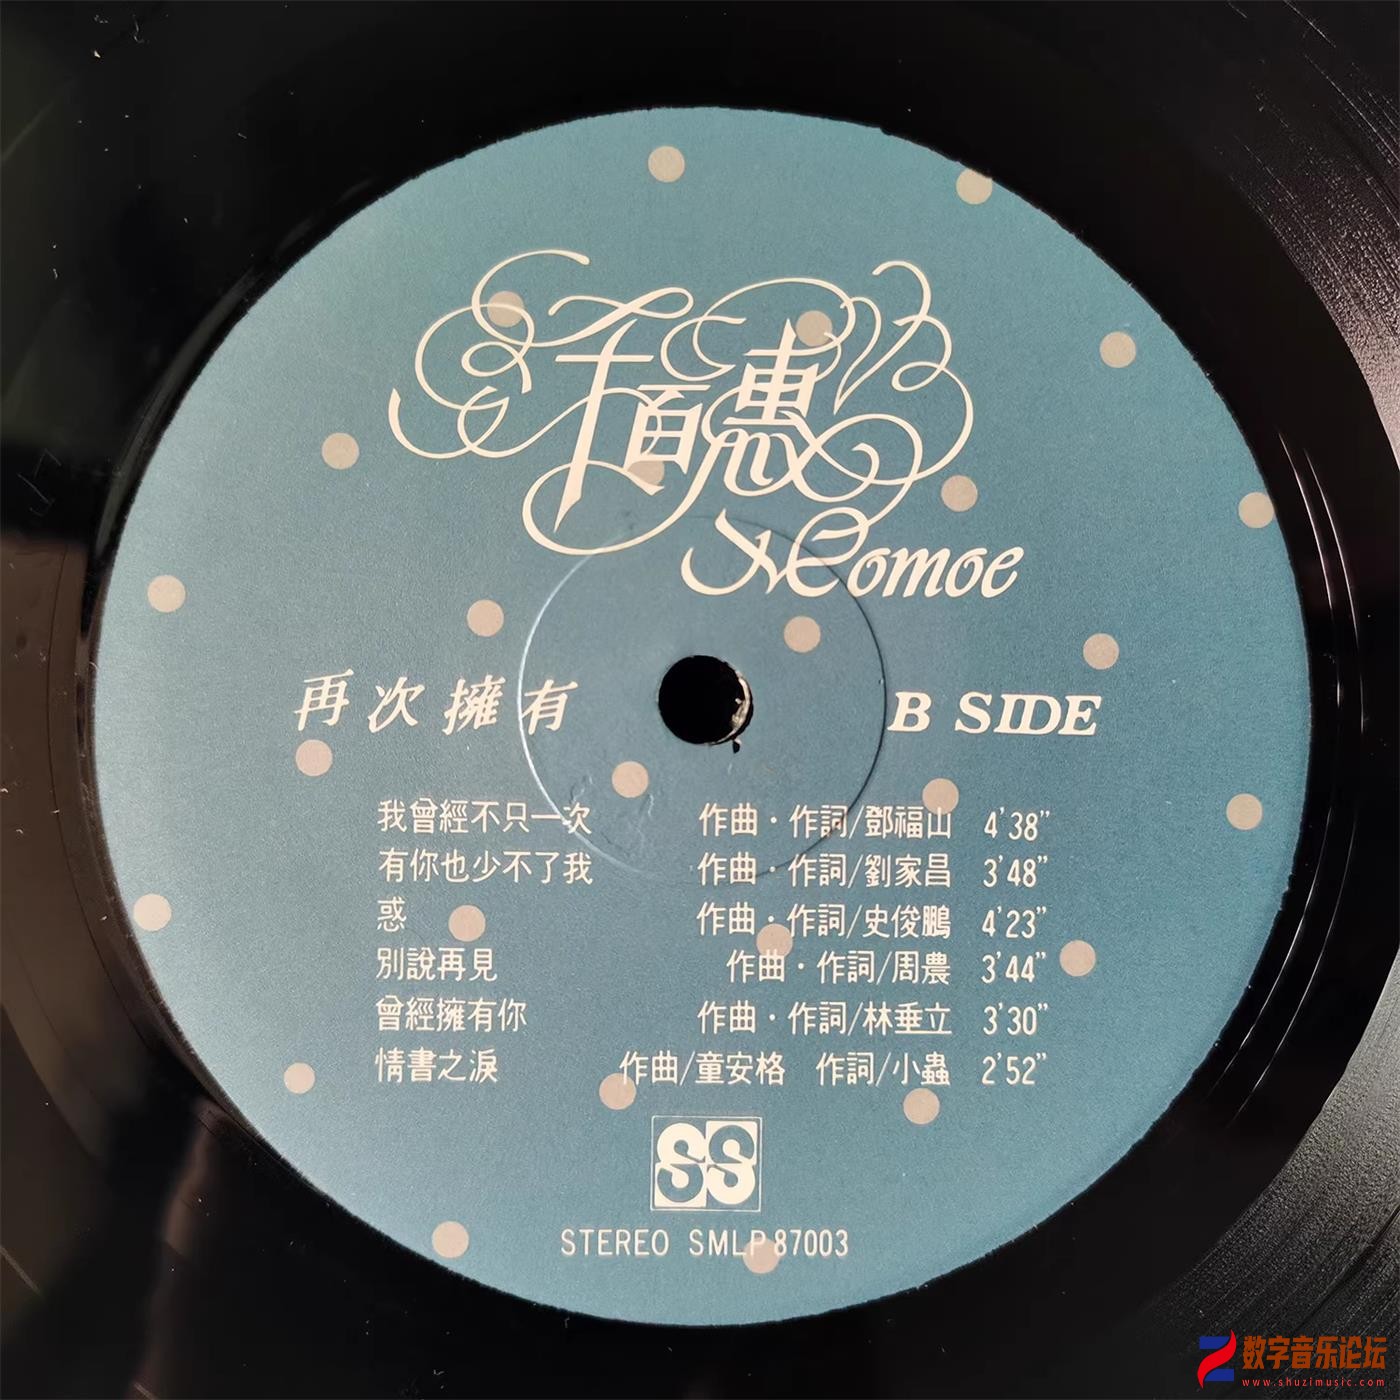 千百惠
Momoe
再次擁有 B SIDE
我曾經不只一次 作曲・作詞/鄧福山 4'38"
有你也少不了我 作曲・作詞/劉家昌 3'48"
惑 作曲・作詞/史俊鵬 4'23"
別說再見 作曲・作詞/周農 3'44"
曾經擁有你 作曲・作詞/林垂立 3'30"
情書之淚 作曲/童安格 作詞/小蟲 2'52"
SS
STEREO SMLP 87003
数字音乐论坛
www.shuzimusic.com